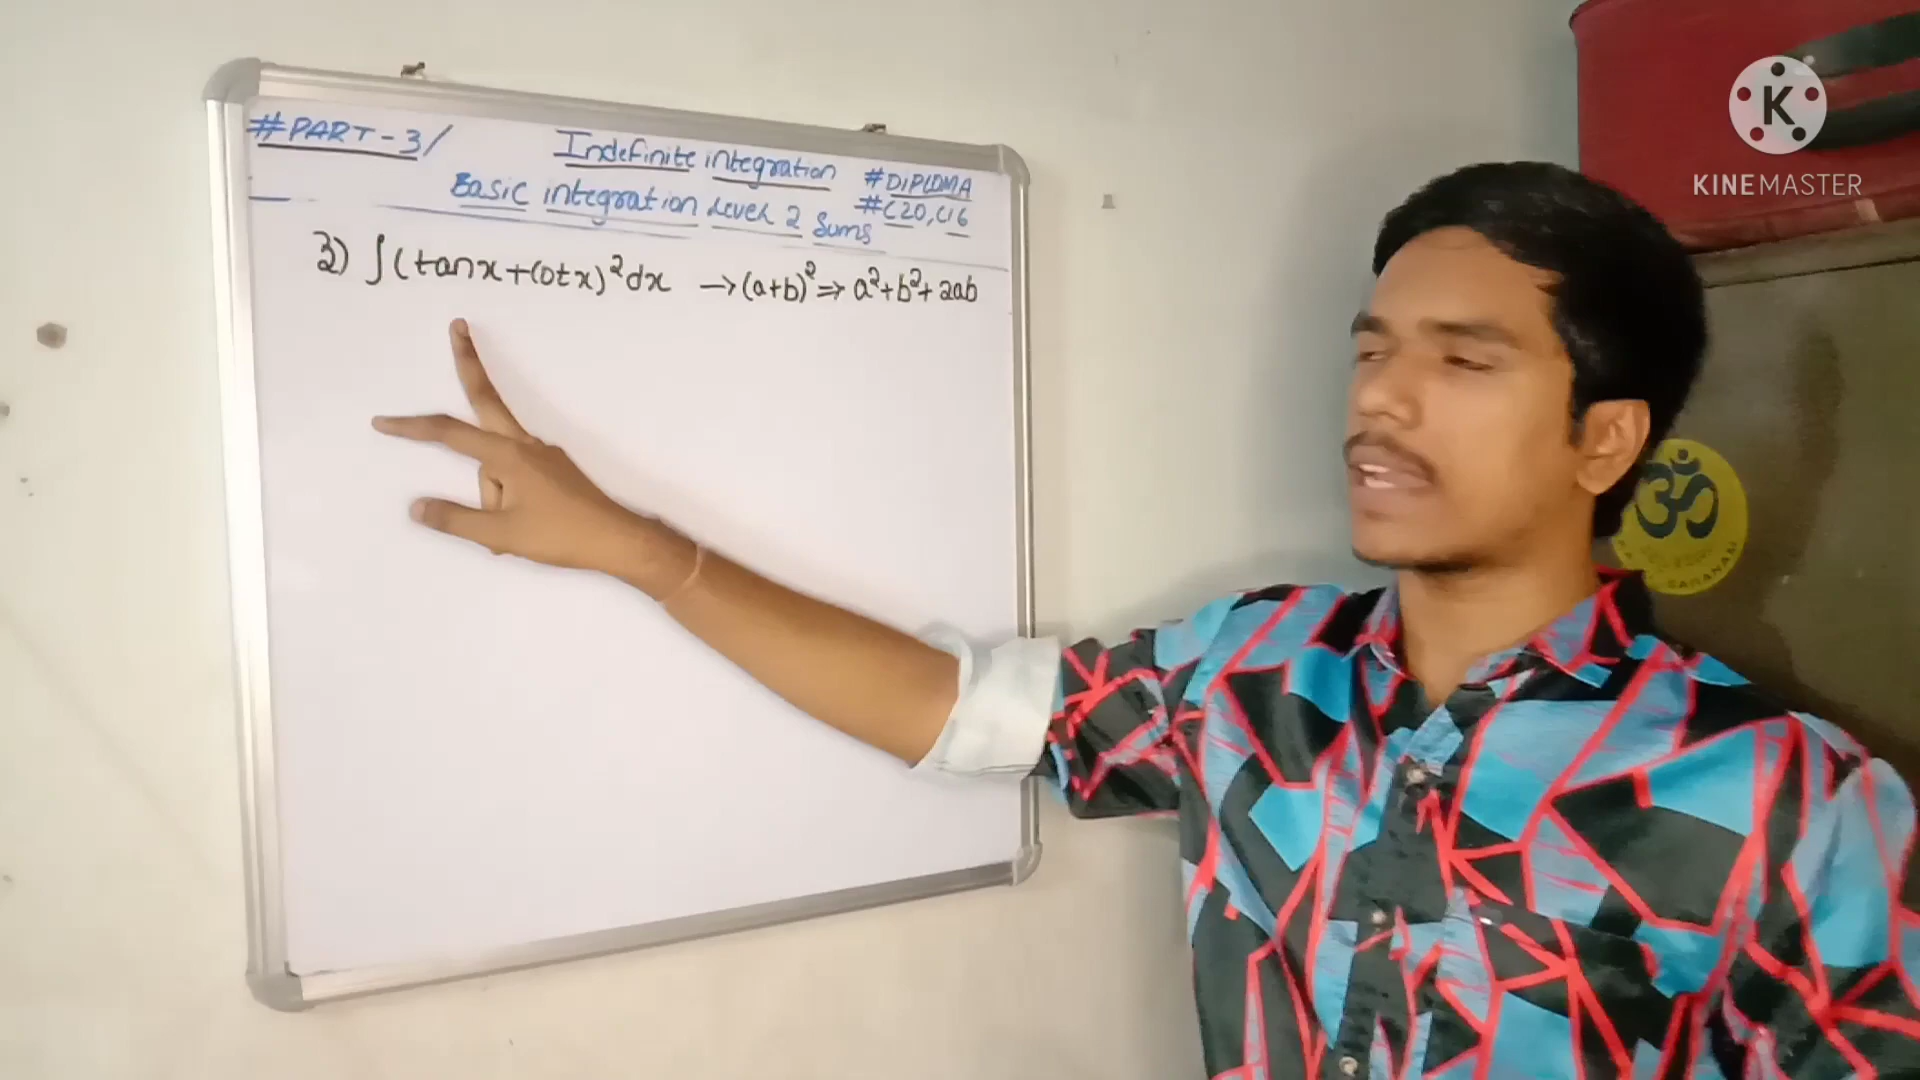 #PART-3/ Indefinite integration #DIPLOMA
Basic integration Level 2 Sums #C20, C16
3) ∫(tanx+cotx)²dx →(a+b)²⇒ a²+b²+2ab
K
KINEMASTER
ॐ